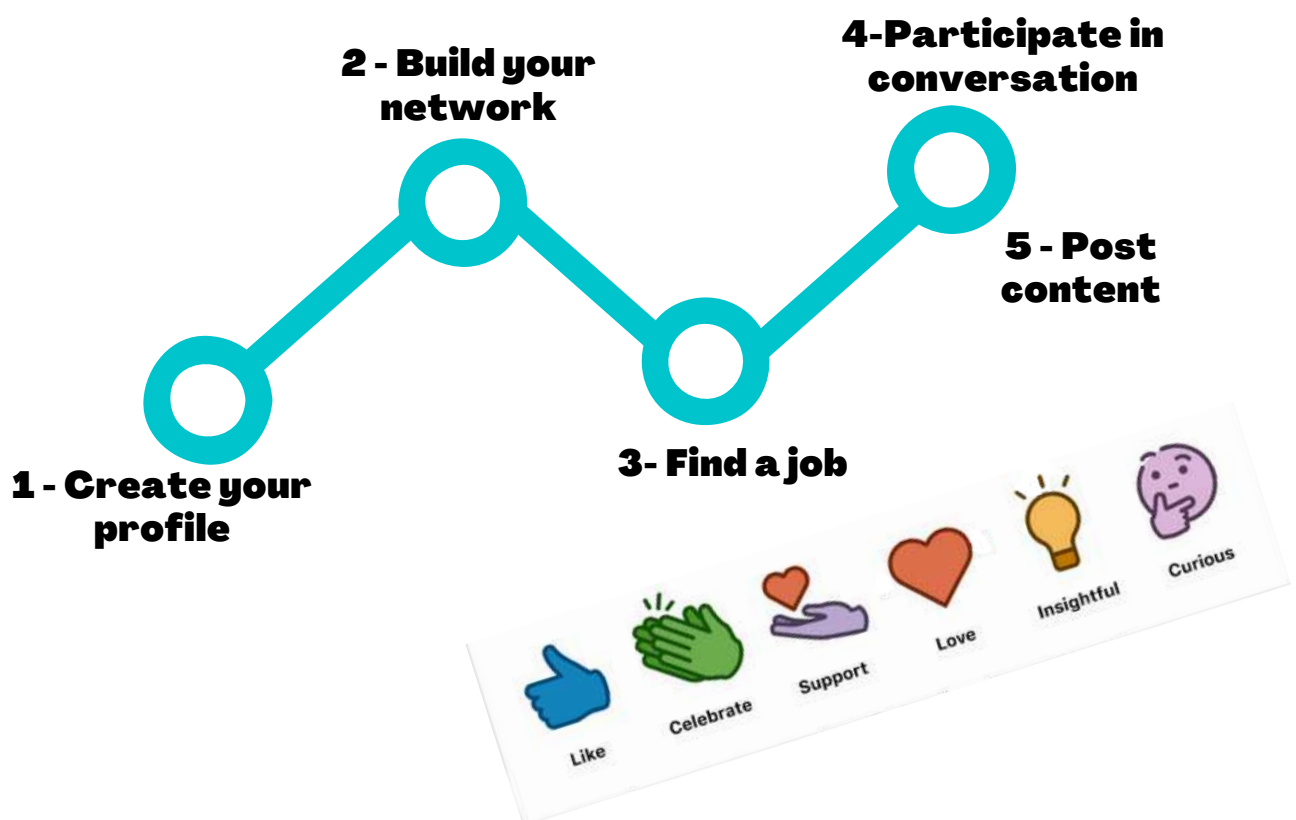 1 - Create your
profile
2 - Build your
network
3- Find a job
4-Participate in
conversation
5 - Post
content
Like
Celebrate
Support
Love
Insightful
Curious